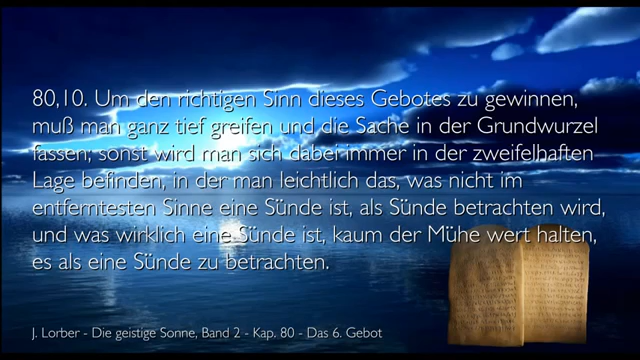 80,10. Um den richtigen Sinn dieses Gebotes zu gewinnen,
muß man ganz tief greifen und die Sache in der Grundwurzel
fassen; sonst wird man sich dabei immer in der zweifelhaften
Lage befinden, in der man leichtlich das, was nicht im
entferntesten Sinne eine Sünde ist, als Sünde betrachten wird,
und was wirklich eine Sünde ist, kaum der Mühe wert halten,
es als eine Sünde zu betrachten.
J. Lorber - Die geistige Sonne, Band 2 - Kap. 80 - Das 6. Gebot